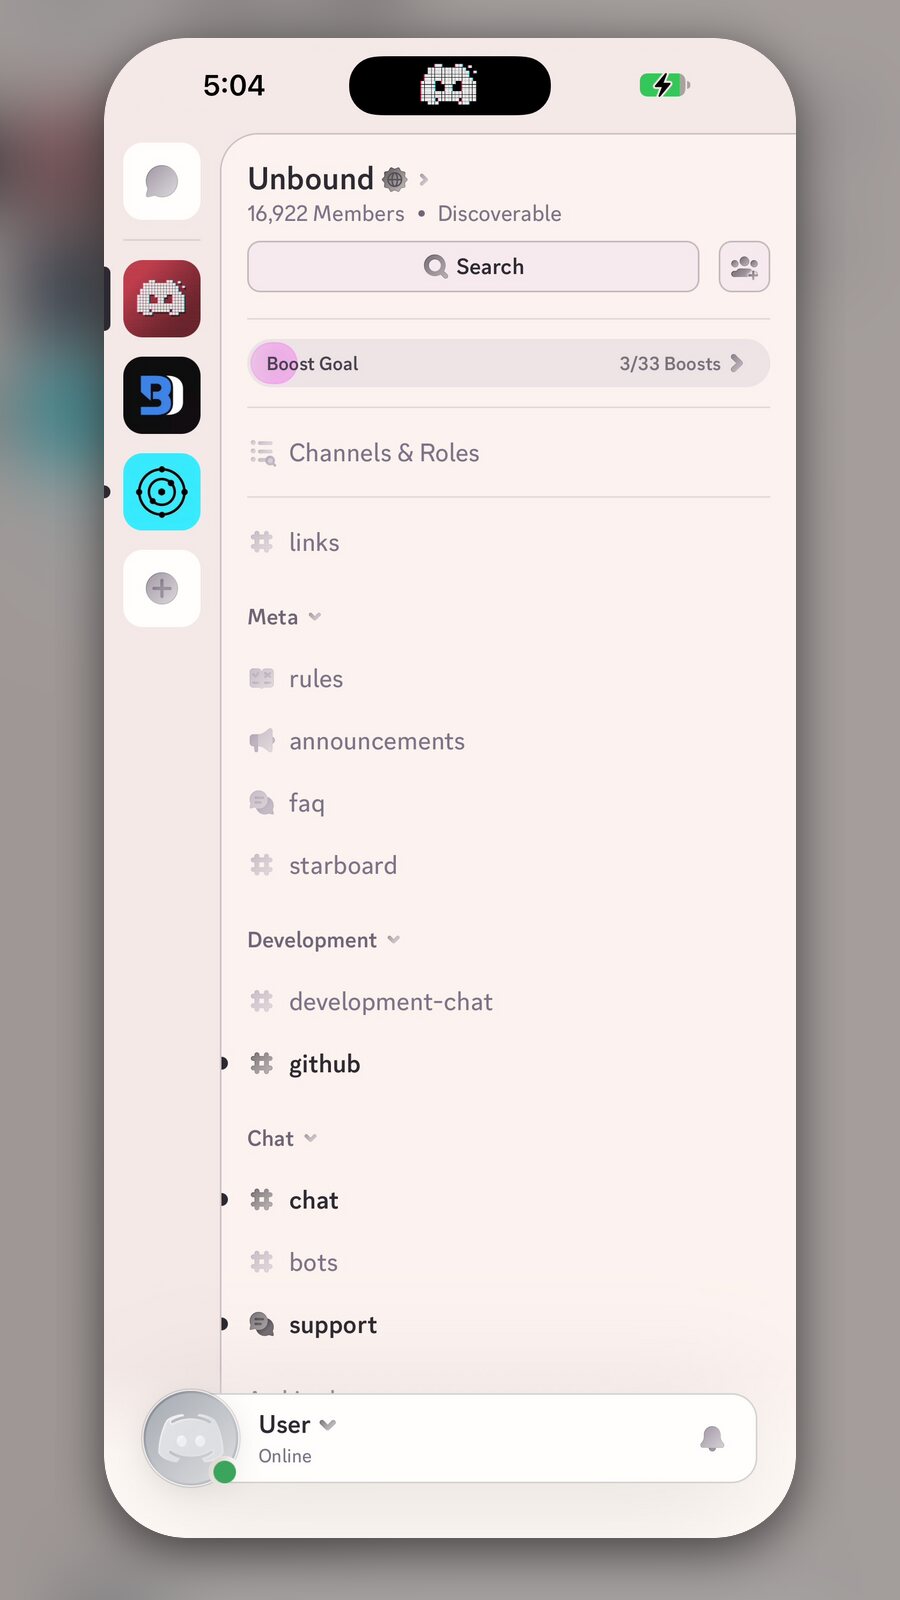 5:04
Unbound
16,922 Members • Discoverable
Search
Boost Goal 3/33 Boosts
Channels & Roles
links
Meta
rules
announcements
faq
starboard
Development
development-chat
github
Chat
chat
bots
support
User
Online